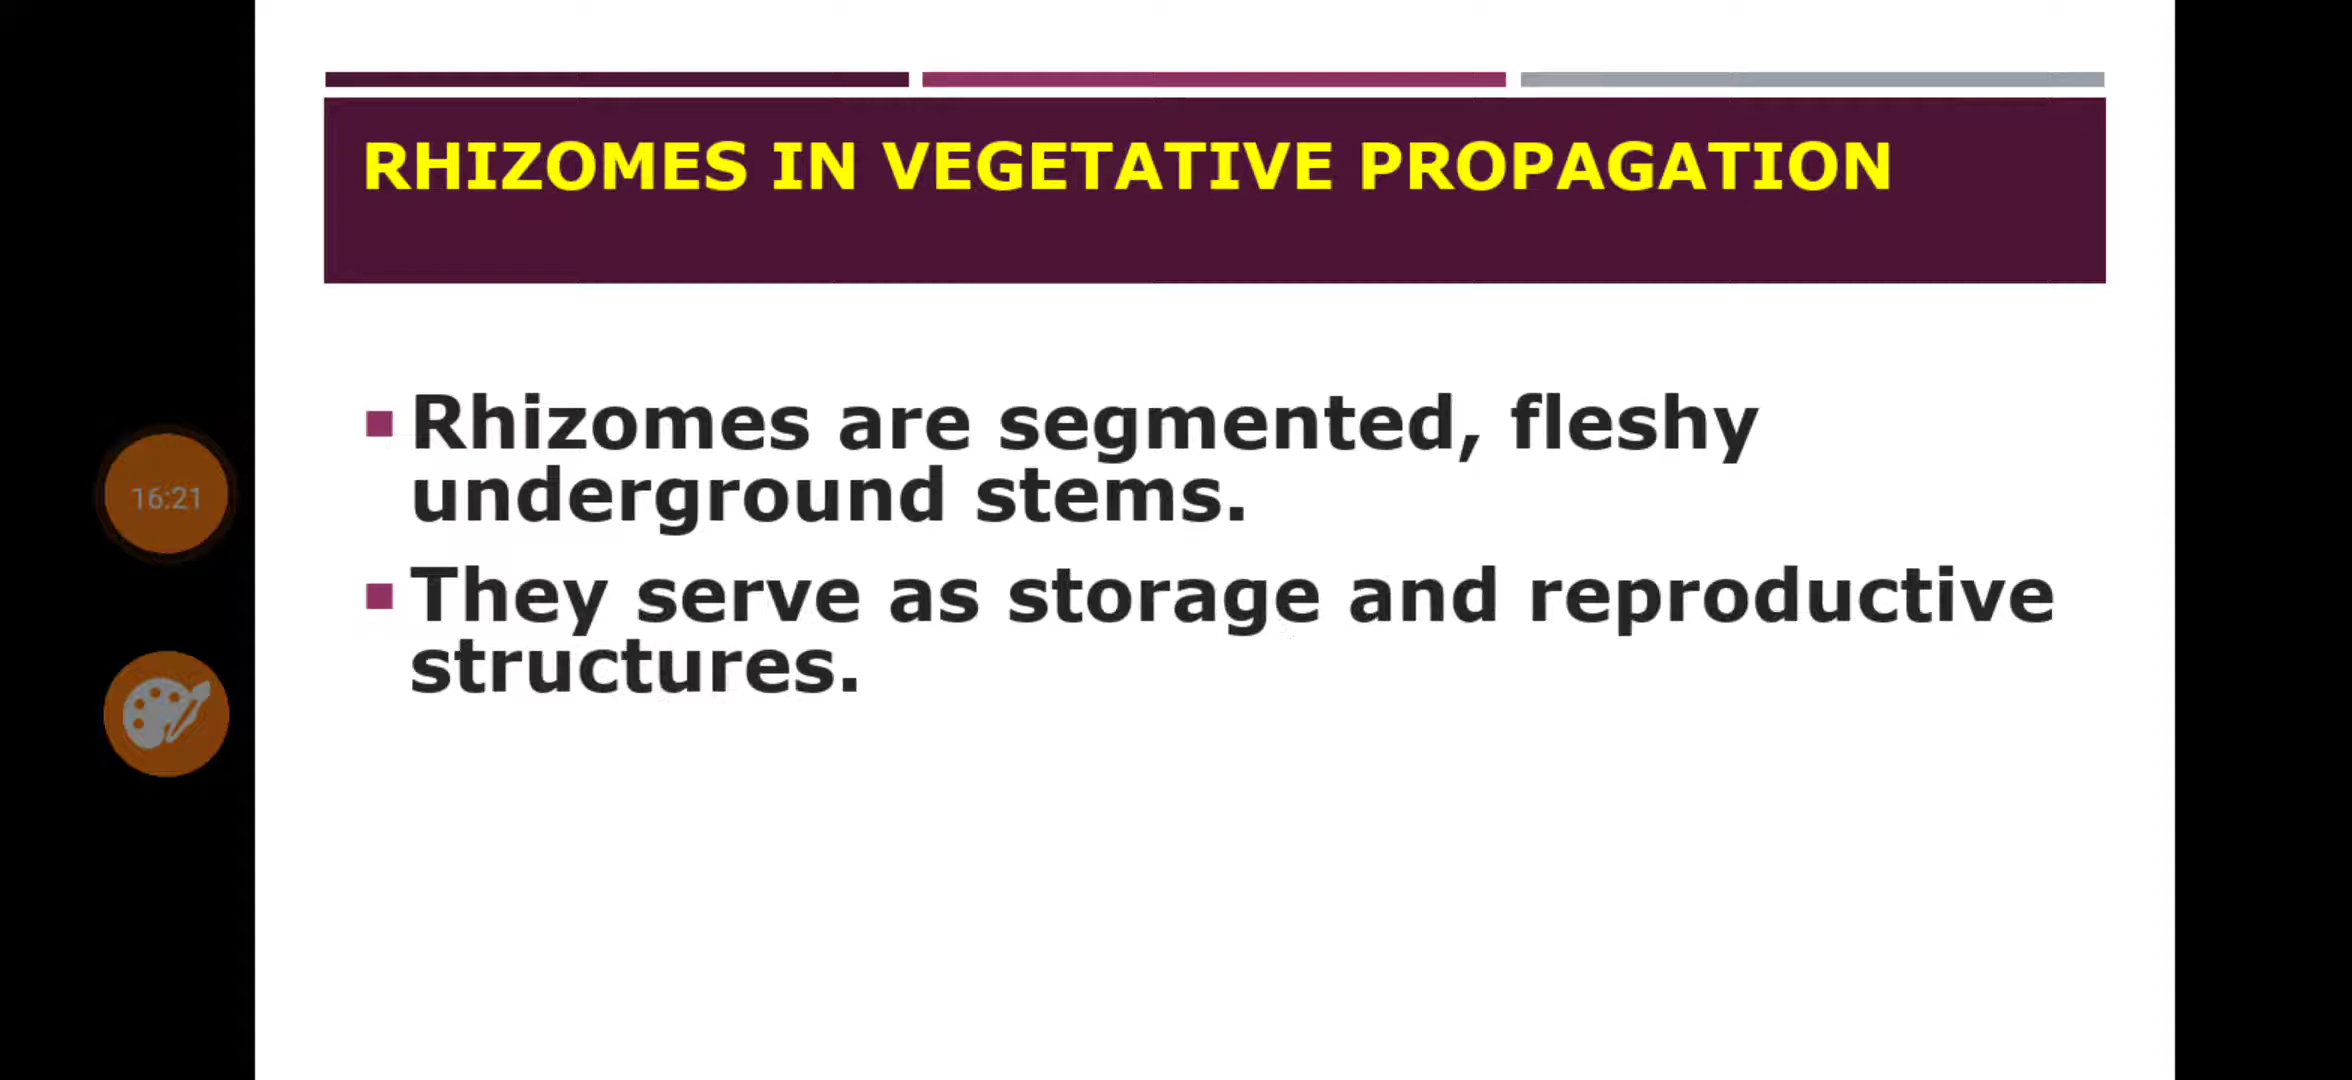 RHIZOMES IN VEGETATIVE PROPAGATION
Rhizomes are segmented, fleshy
underground stems.
They serve as storage and reproductive
structures.
16:21